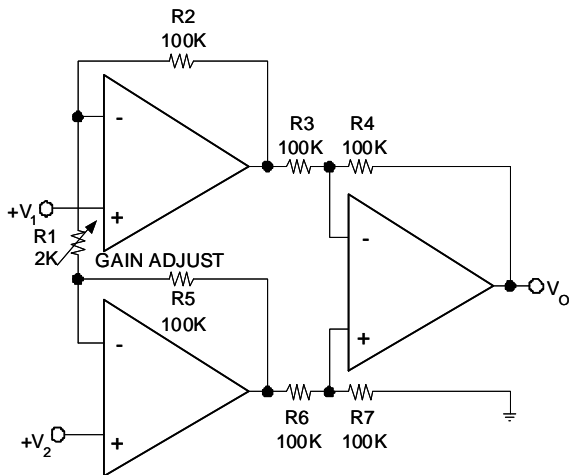 R2
100K
R3
100K
R4
100K
-
+V1
+
R1
2K
GAIN ADJUST
R5
100K
-
+
VO
-
+V2
+
R6
100K
R7
100K